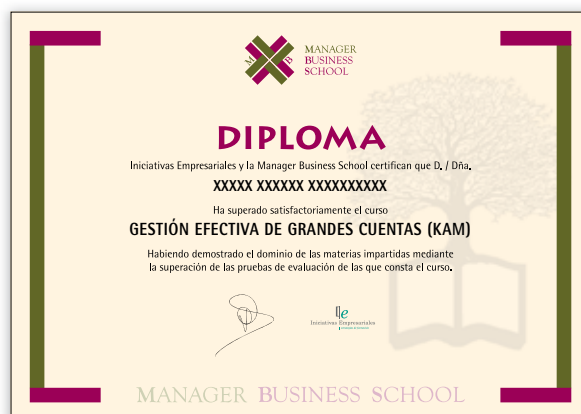 M B
MANAGER
BUSINESS
SCHOOL
DIPLOMA
Iniciativas Empresariales y la Manager Business School certifican que D. / Dña.
XXXXX XXXXXX XXXXXXXXXX
Ha superado satisfactoriamente el curso
GESTIÓN EFECTIVA DE GRANDES CUENTAS (KAM)
Habiendo demostrado el dominio de las materias impartidas mediante
la superación de las pruebas de evaluación de las que consta el curso.
Iniciativas Empresariales
MANAGER BUSINESS SCHOOL